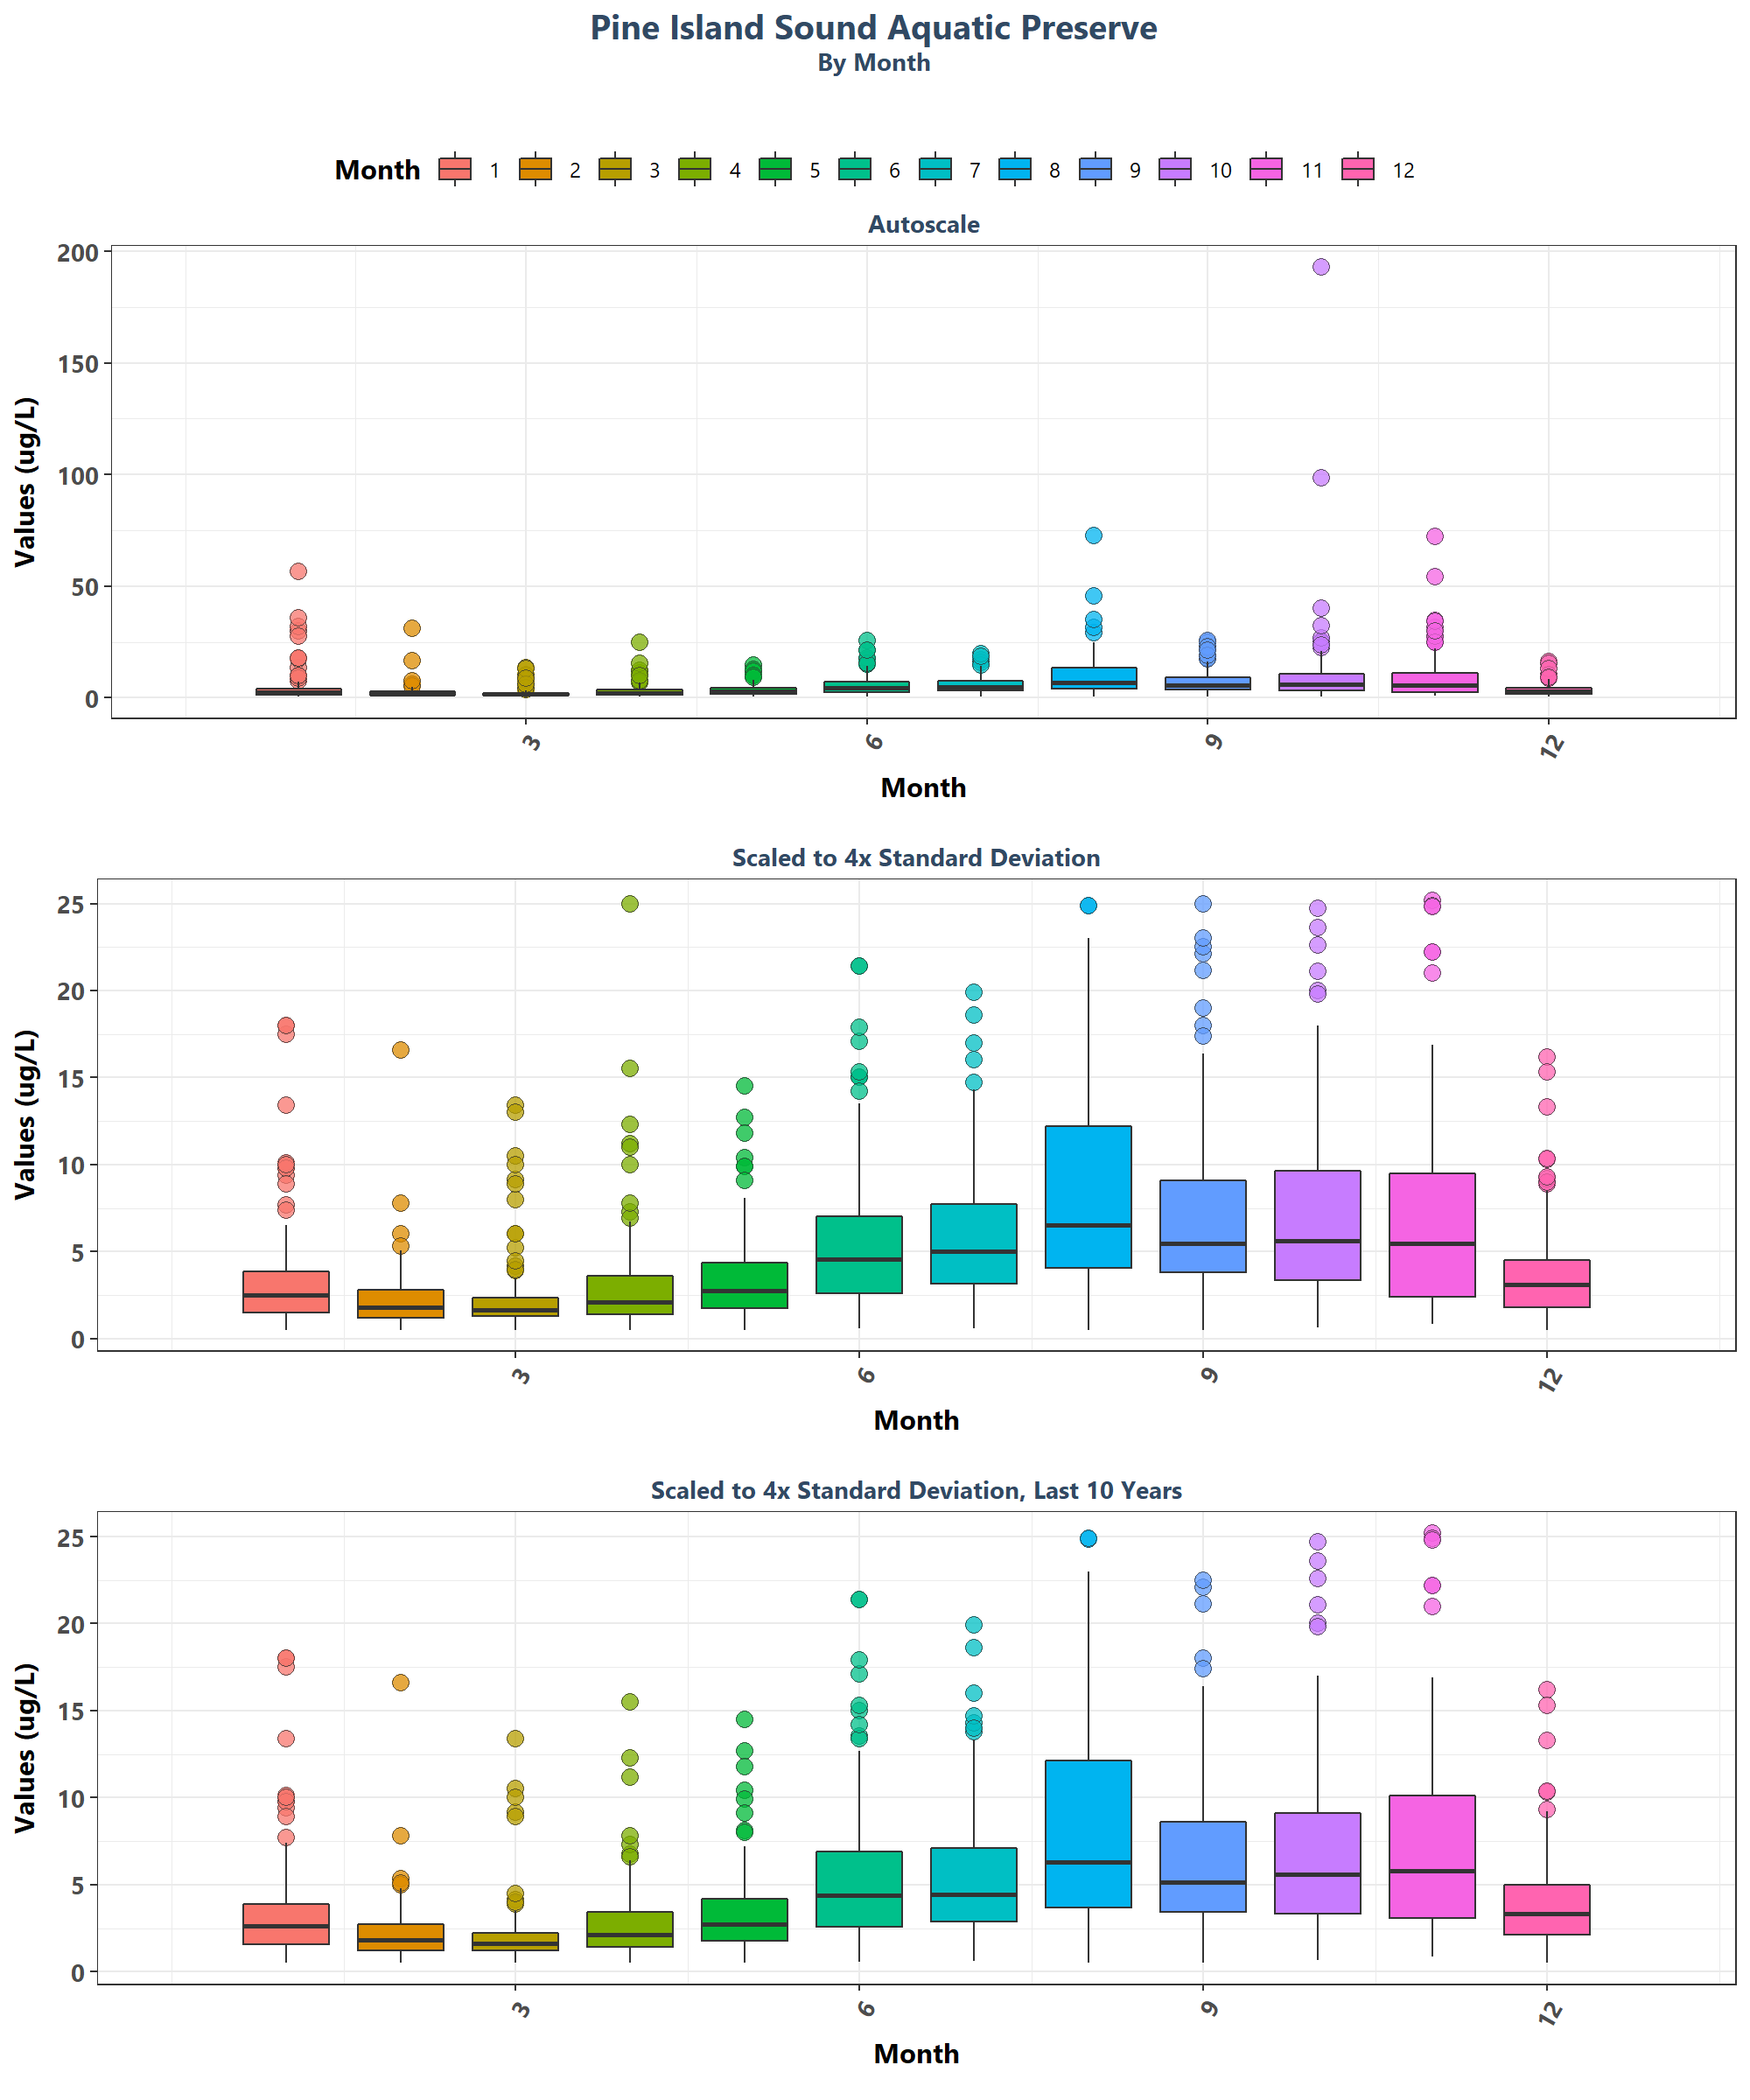 Pine Island Sound Aquatic Preserve
By Month
Month 1 2 3 4 5 6 7 8 9 10 11 12
Autoscale
Values (ug/L)
200
150
100
50
0
3 6 9 12
Month
Scaled to 4x Standard Deviation
Values (ug/L)
25
20
15
10
5
0
3 6 9 12
Month
Scaled to 4x Standard Deviation, Last 10 Years
Values (ug/L)
25
20
15
10
5
0
3 6 9 12
Month